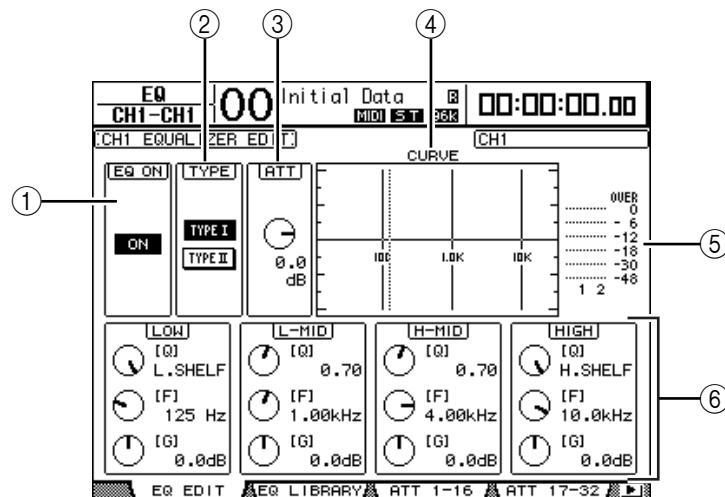 ② ③ ④
EQ
CH1-CH1
00
Initial Data
R
MIDI ST 96K
00:00:00.00
CH1 EQUALIZER EDIT
CH1
①
EQ ON
TYPE
ATT
CURVE
ON
TYPE I
TYPE II
0.0
dB
100 1.0K 10K
OVER
0
-6
-12
-18
-30
-48
1 2
⑤
LOW
[Q]
L.SHELF
[F]
125 Hz
[G]
0.0dB
L-MID
[Q]
0.70
[F]
1.00kHz
[G]
0.0dB
H-MID
[Q]
0.70
[F]
4.00kHz
[G]
0.0dB
HIGH
[Q]
H.SHELF
[F]
10.0kHz
[G]
0.0dB
⑥
EQ EDIT EQ LIBRARY ATT 1-16 ATT 17-32